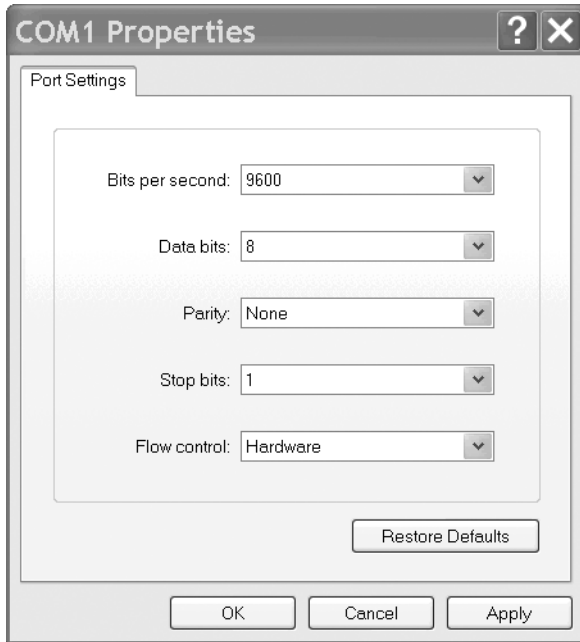 COM1 Properties
Port Settings
Bits per second: 9600
Data bits: 8
Parity: None
Stop bits: 1
Flow control: Hardware
Restore Defaults
OK Cancel Apply